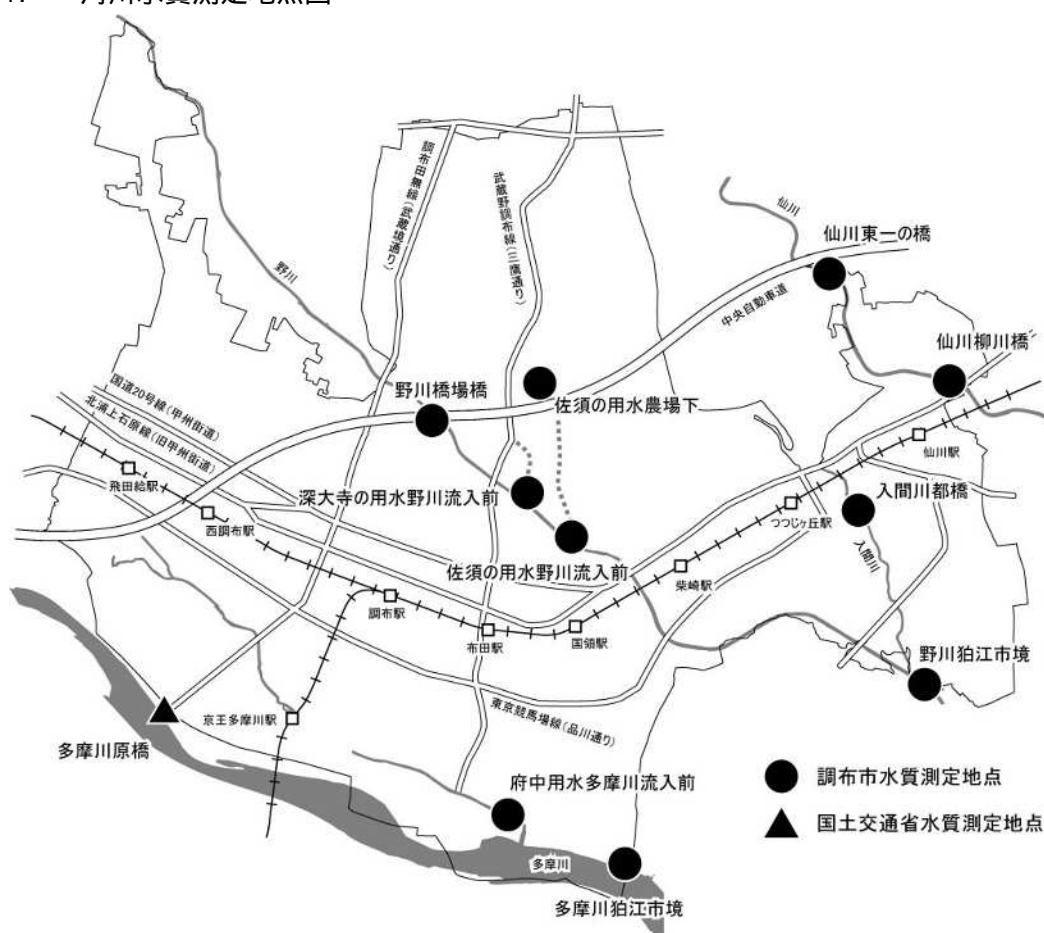 仙川
仙川東一の橋
調布田無線(武蔵境通り)
武蔵野調布線(三鷹通り)
野川
中央自動車道
仙川柳川橋
野川橋場橋
佐須の用水農場下
国道20号線(甲州街道)
北浦上石原線(旧甲州街道)
仙川駅
飛田給駅
深大寺の用水野川流入前
入間川都橋
つつじヶ丘駅
西調布駅
入間川
佐須の用水野川流入前
柴崎駅
調布駅
布田駅
国領駅
野川狛江市境
東京競馬場線(品川通り)
京王多摩川駅
多摩川原橋
府中用水多摩川流入前
調布市水質測定地点
国土交通省水質測定地点
多摩川
多摩川狛江市境